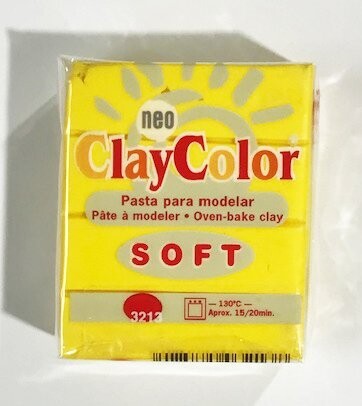 neo
ClayColor
Pasta para modelar
Pâte à modeler • Oven-bake clay
SOFT
3213
— 130°C —
Aprox. 15/20min.